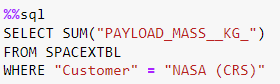 %%sql
SELECT SUM("PAYLOAD_MASS__KG_")
FROM SPACEXTBL
WHERE "Customer" = "NASA (CRS)"